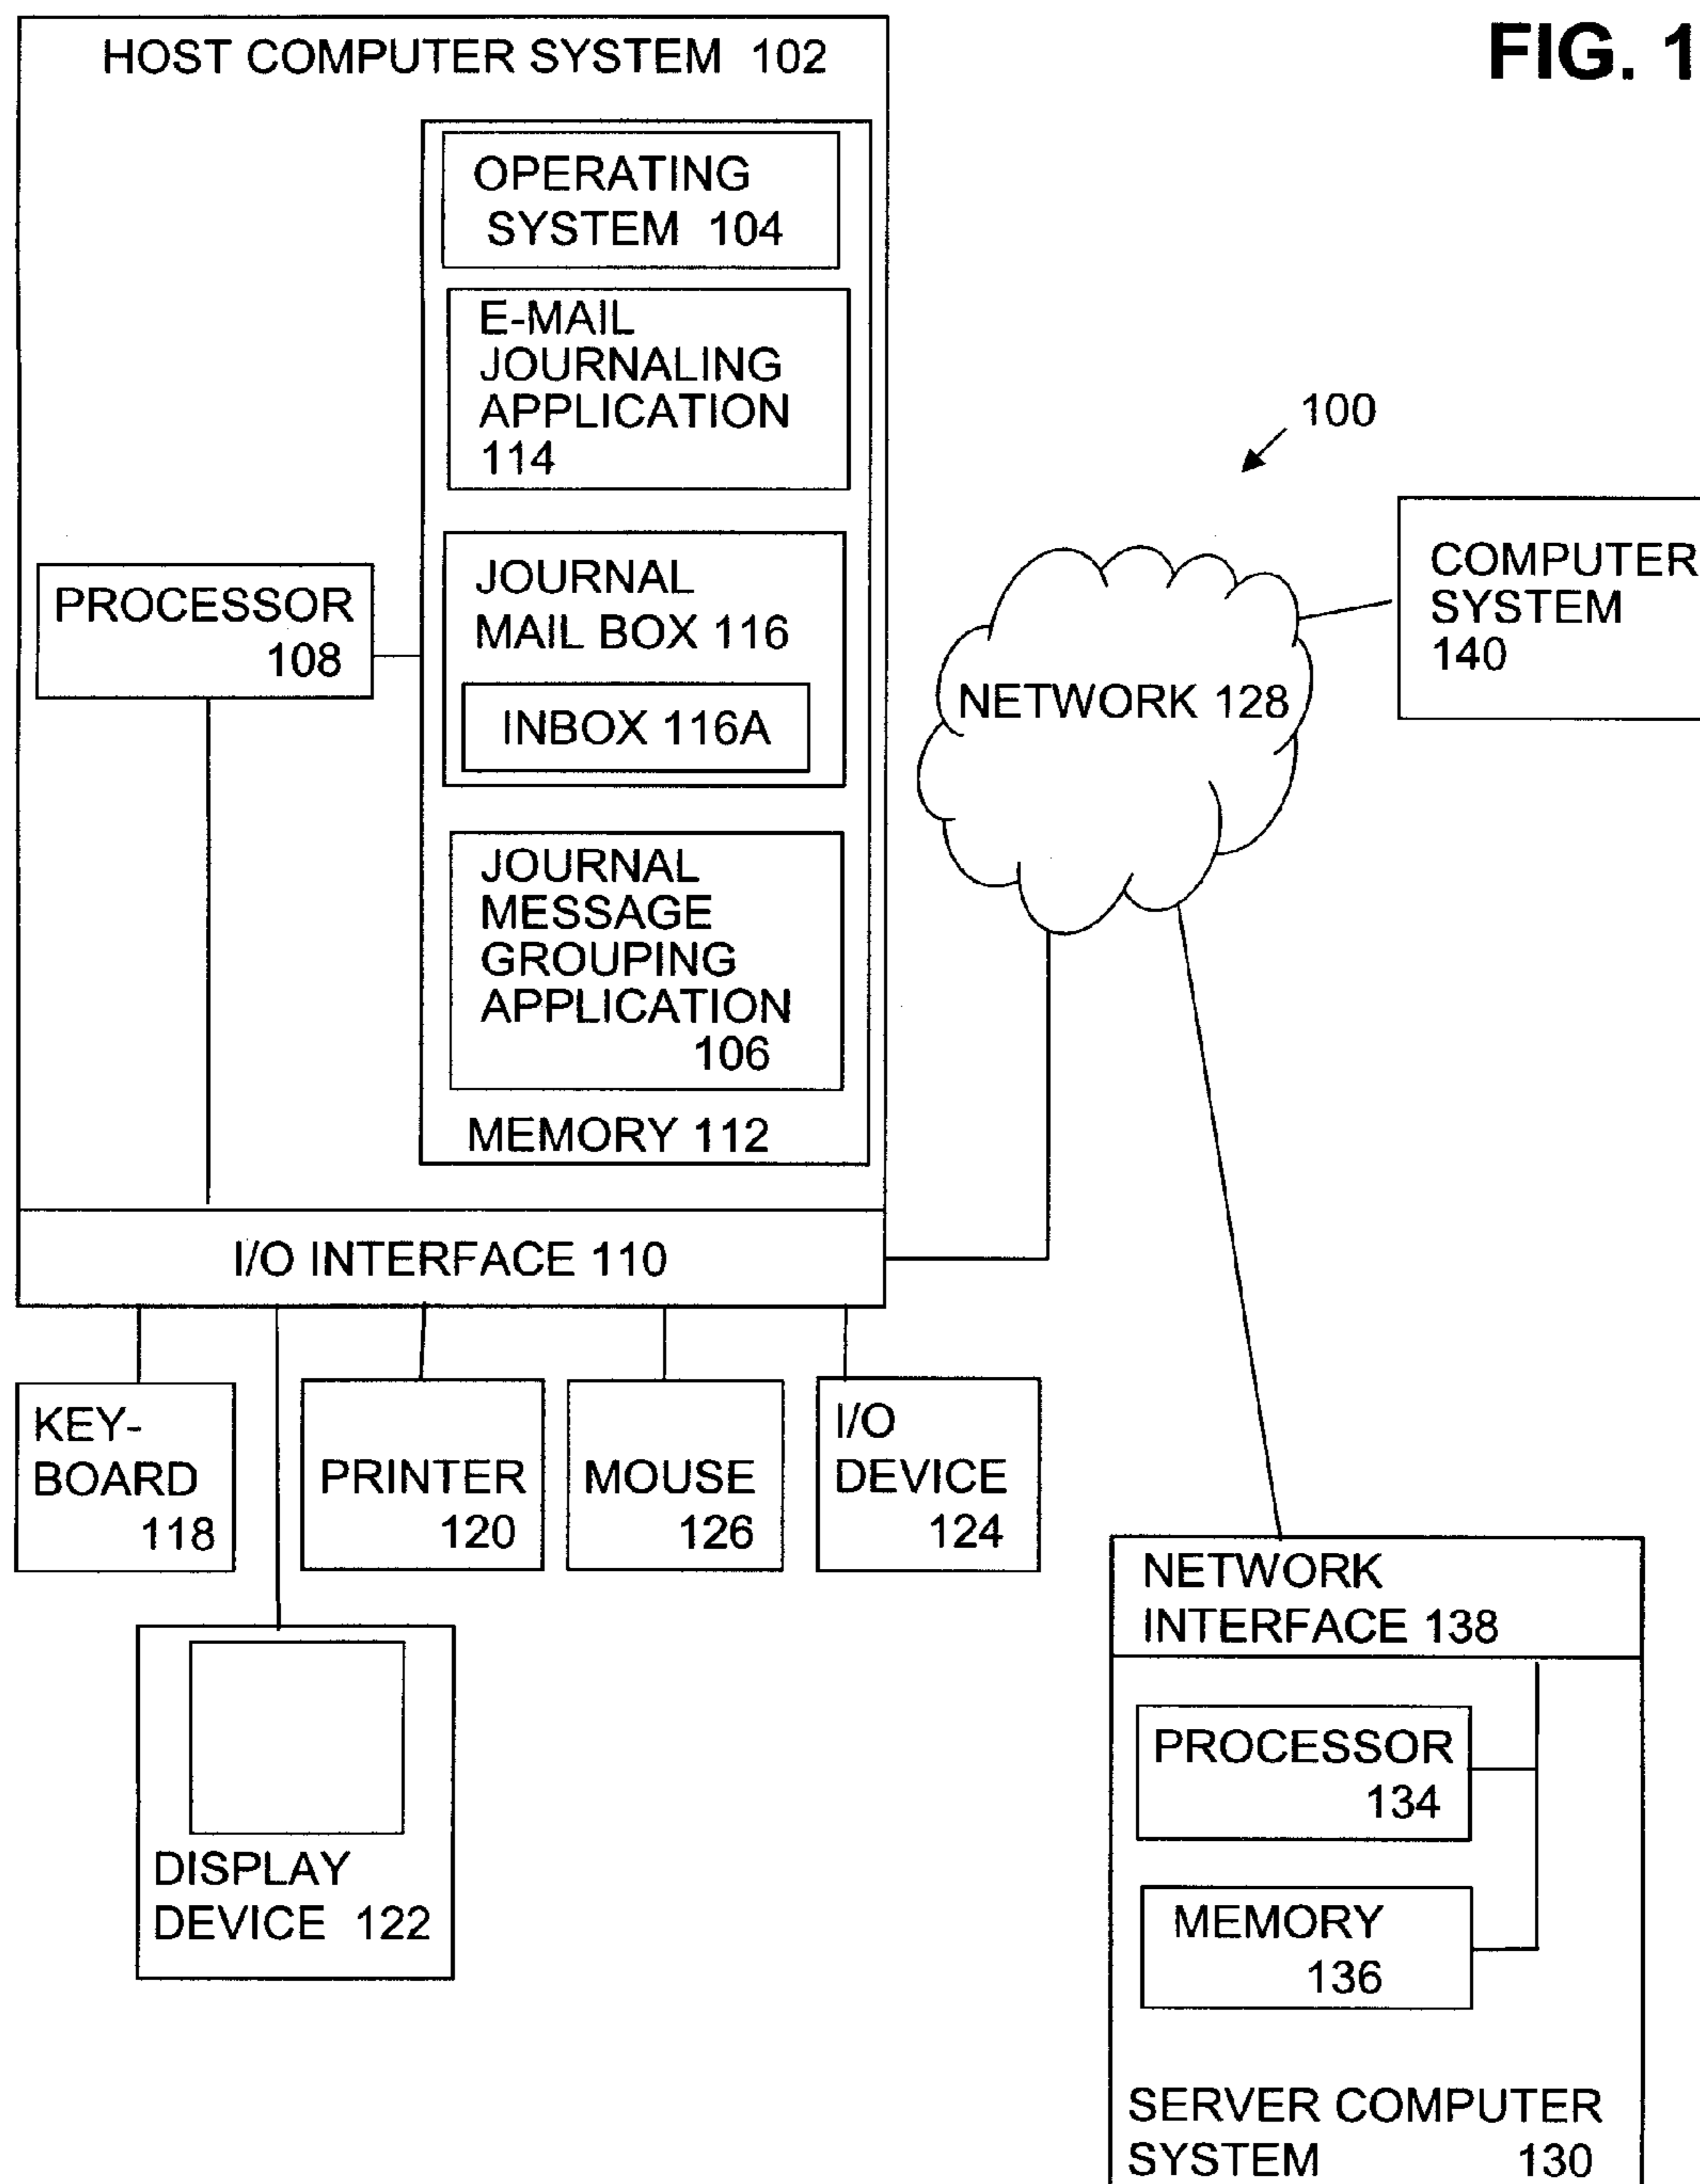 FIG. 1
HOST COMPUTER SYSTEM 102
OPERATING
SYSTEM 104
E-MAIL
JOURNALING
APPLICATION
114
PROCESSOR
108
JOURNAL
MAIL BOX 116
INBOX 116A
JOURNAL
MESSAGE
GROUPING
APPLICATION
106
MEMORY 112
I/O INTERFACE 110
100
NETWORK 128
COMPUTER
SYSTEM
140
KEY-
BOARD
118
PRINTER
120
MOUSE
126
I/O
DEVICE
124
DISPLAY
DEVICE 122
NETWORK
INTERFACE 138
PROCESSOR
134
MEMORY
136
SERVER COMPUTER
SYSTEM 130